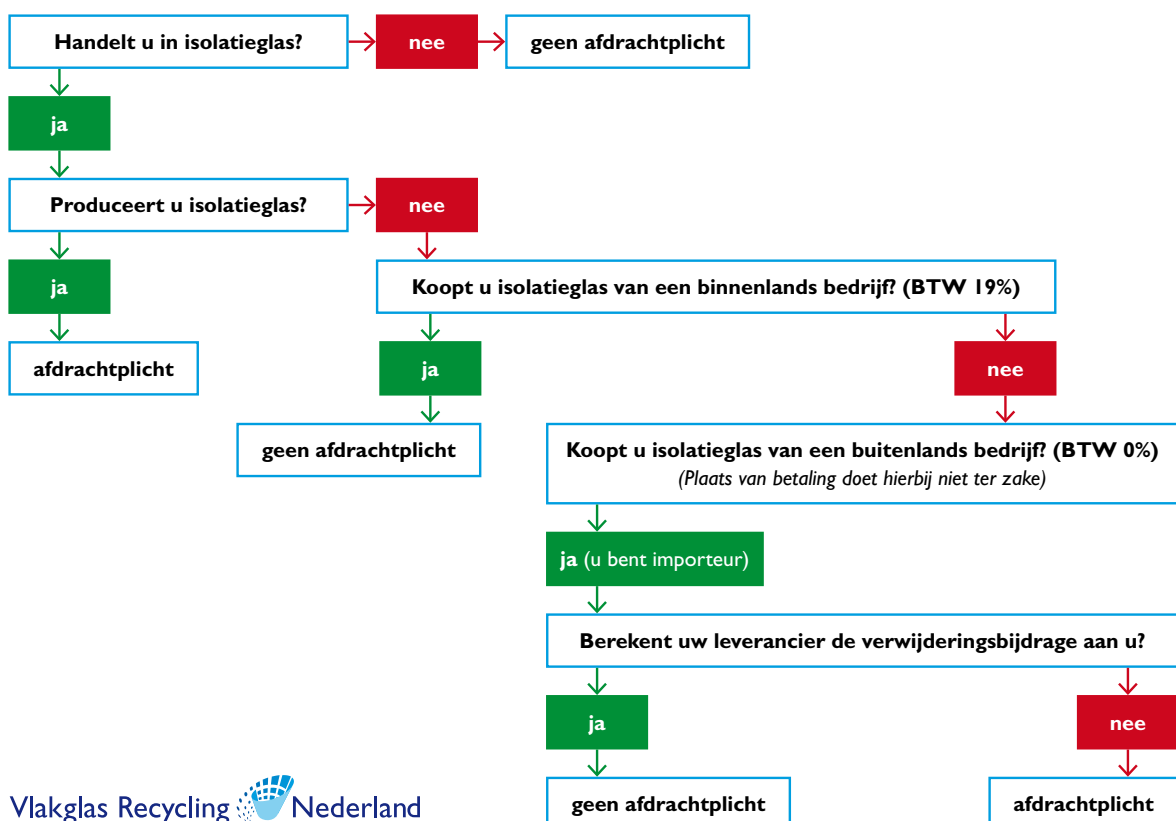 Handelt u in isolatieglas?
nee
geen afdrachtplicht
ja
Produceert u isolatieglas?
nee
ja
Koopt u isolatieglas van een binnenlands bedrijf? (BTW 19%)
afdrachtplicht
ja
nee
geen afdrachtplicht
Koopt u isolatieglas van een buitenlands bedrijf? (BTW 0%)
(Plaats van betaling doet hierbij niet ter zake)
ja (u bent importeur)
Berekent uw leverancier de verwijderingsbijdrage aan u?
ja
nee
geen afdrachtplicht
afdrachtplicht
Vlakglas Recycling Nederland